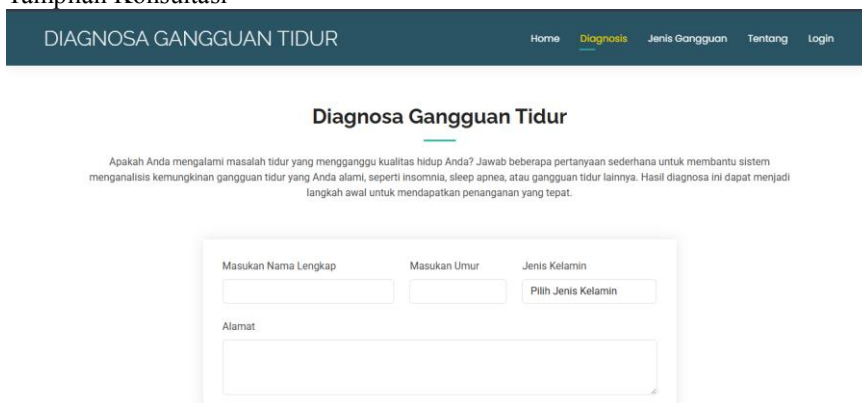 Tampilan Konsultasi
DIAGNOSA GANGGUAN TIDUR
Home Diagnosis Jenis Gangguan Tentang Login
Diagnosa Gangguan Tidur
Apakah Anda mengalami masalah tidur yang mengganggu kualitas hidup Anda? Jawab beberapa pertanyaan sederhana untuk membantu sistem
menganalisis kemungkinan gangguan tidur yang Anda alami, seperti insomnia, sleep apnea, atau gangguan tidur lainnya. Hasil diagnosa ini dapat menjadi
langkah awal untuk mendapatkan penanganan yang tepat.
Masukan Nama Lengkap Masukan Umur Jenis Kelamin
Pilih Jenis Kelamin
Alamat